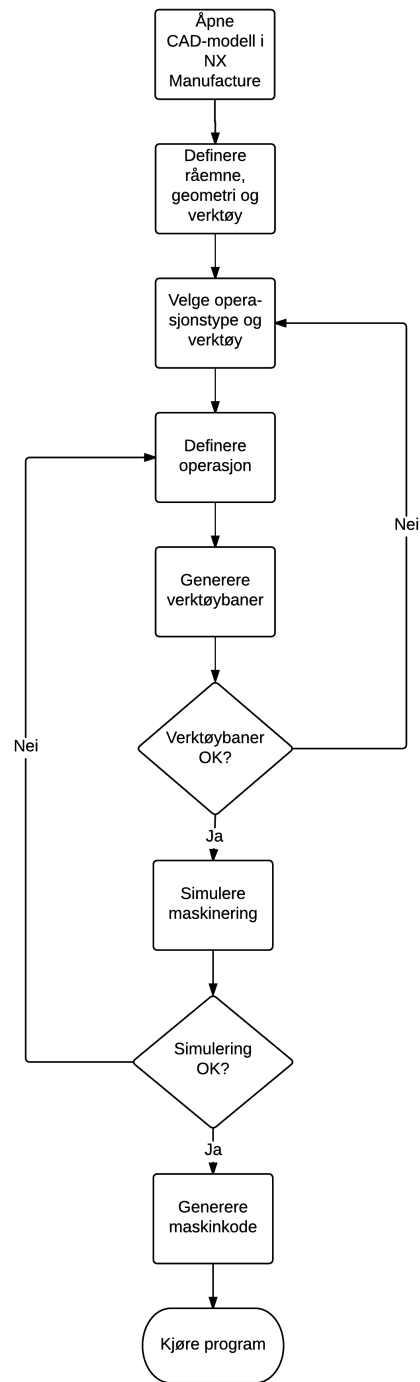 Åpne
CAD-modell i
NX
Manufacture
Definere
råemne,
geometri og
verktøy
Velge opera-
sjonstype og
verktøy
Definere
operasjon
Nei
Generere
verktøybaner
Verktøybaner
OK?
Nei
Ja
Simulere
maskinering
Simulering
OK?
Ja
Generere
maskinkode
Kjøre program